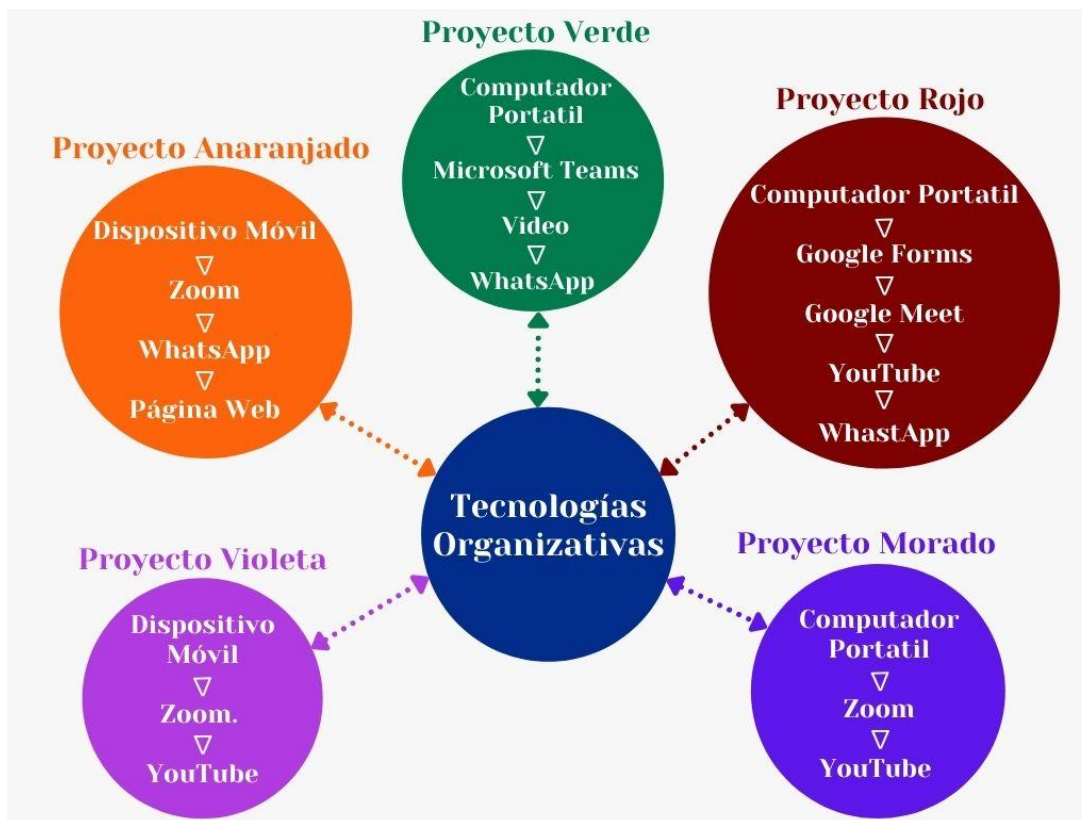 Proyecto Verde
Computador
Portatil
Microsoft Teams
Video
WhatsApp
Proyecto Rojo
Computador Portatil
Google Forms
Google Meet
YouTube
WhastApp
Proyecto Anaranjado
Dispositivo Móvil
Zoom
WhatsApp
Página Web
Tecnologías
Organizativas
Proyecto Violeta
Dispositivo
Móvil
Zoom.
YouTube
Proyecto Morado
Computador
Portatil
Zoom
YouTube